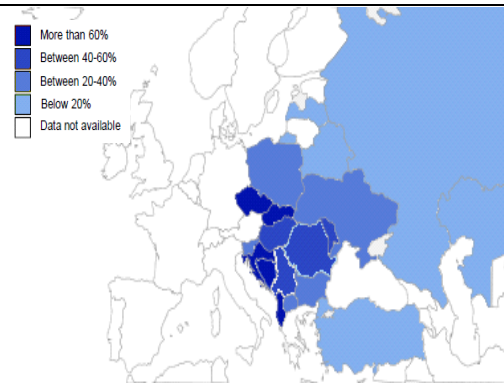 More than 60%
Between 40-60%
Between 20-40%
Below 20%
Data not available